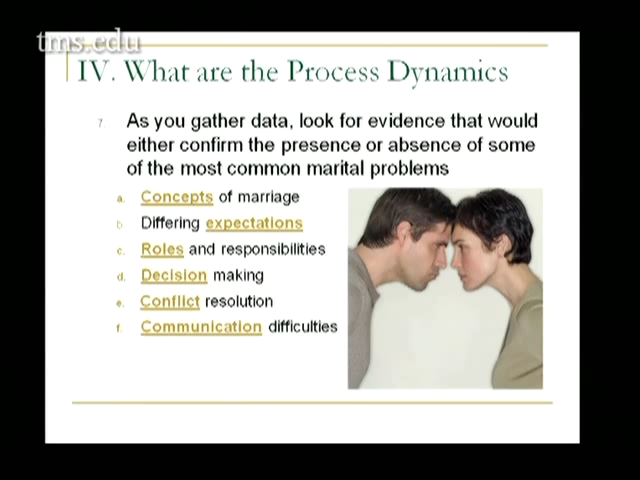 tms.edu
IV. What are the Process Dynamics
7. As you gather data, look for evidence that would
either confirm the presence or absence of some
of the most common marital problems
a. Concepts of marriage
b. Differing expectations
c. Roles and responsibilities
d. Decision making
e. Conflict resolution
f. Communication difficulties